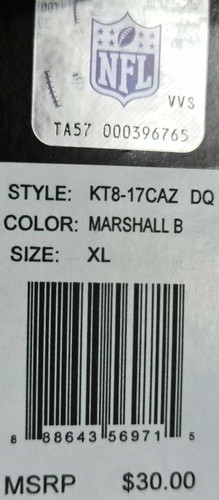 NFL
VVS
TA57 000396765
STYLE: KT8-17CAZ DQ
COLOR: MARSHALL B
SIZE: XL
8 88643 56971 5
MSRP $30.00